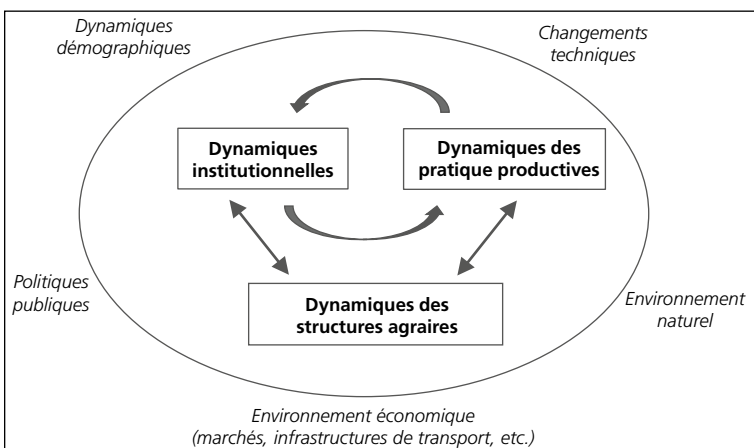 Dynamiques
démographiques
Changements
techniques
Dynamiques
institutionnelles
Dynamiques des
pratique productives
Dynamiques des
structures agraires
Politiques
publiques
Environnement
naturel
Environnement économique
(marchés, infrastructures de transport, etc.)